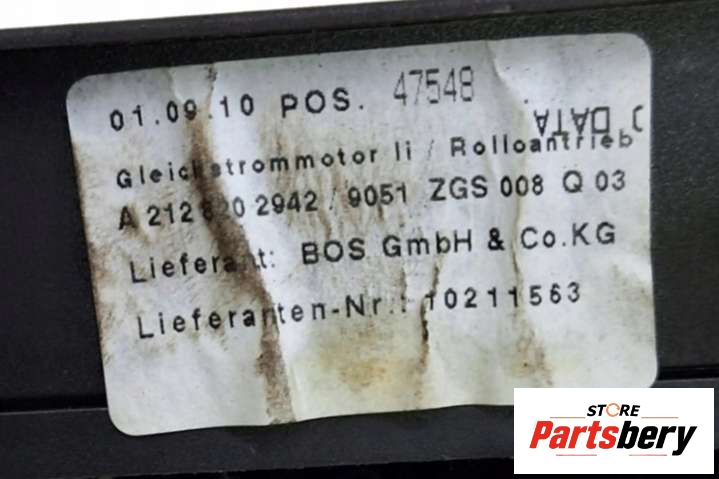 01.09.10 POS. 47548
DATA
Gleichstrommotor li / Rolloantrieb
A 212 820 2942 / 9051 ZGS 008 Q 03
Lieferant: BOS GmbH & Co.KG
Lieferanten-Nr.: 10211563
STORE
Partsbery